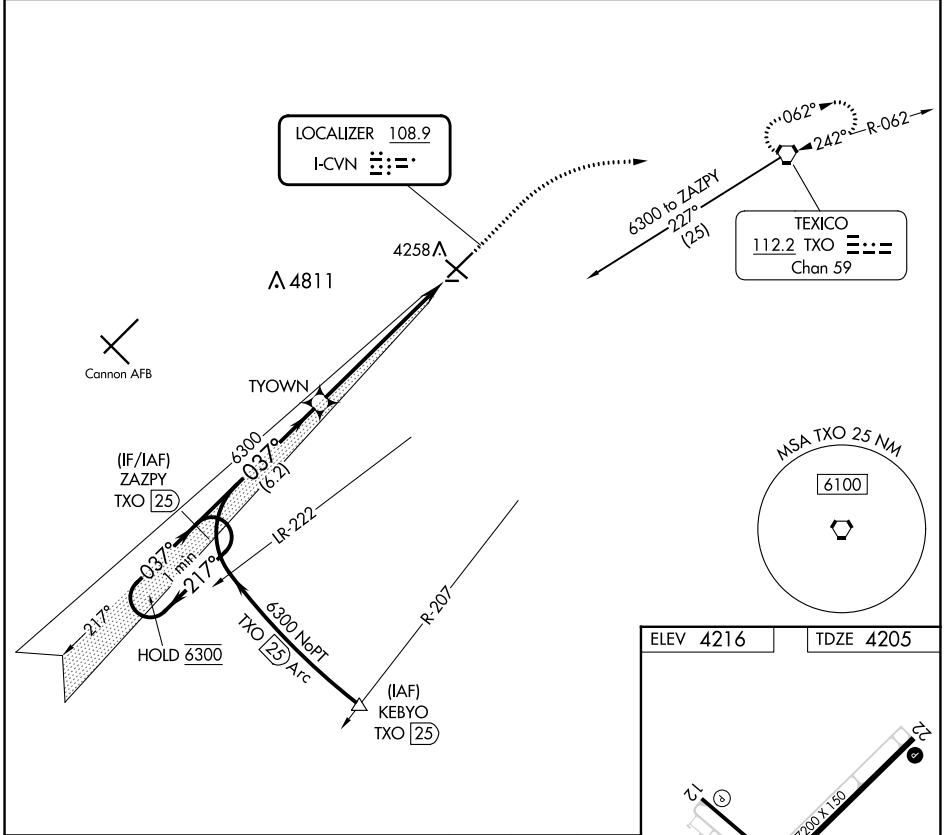 LOCALIZER 108.9
I-CVN
062°
242°
R-062
6300 to ZAZPY
227°
(25)
TEXICO
112.2 TXO
Chan 59
4258
4811
Cannon AFB
TYOWN
6300
037°
(6.2)
(IF/IAF)
ZAZPY
TXO 25
LR-222
037°
1 min
217°
217°
HOLD 6300
6300 NoPT
TXO 25 Arc
R-207
(IAF)
KEBYO
TXO 25
MSA TXO 25 NM
6100
ELEV 4216
TDZE 4205
22
P
12
P
7200 X 150